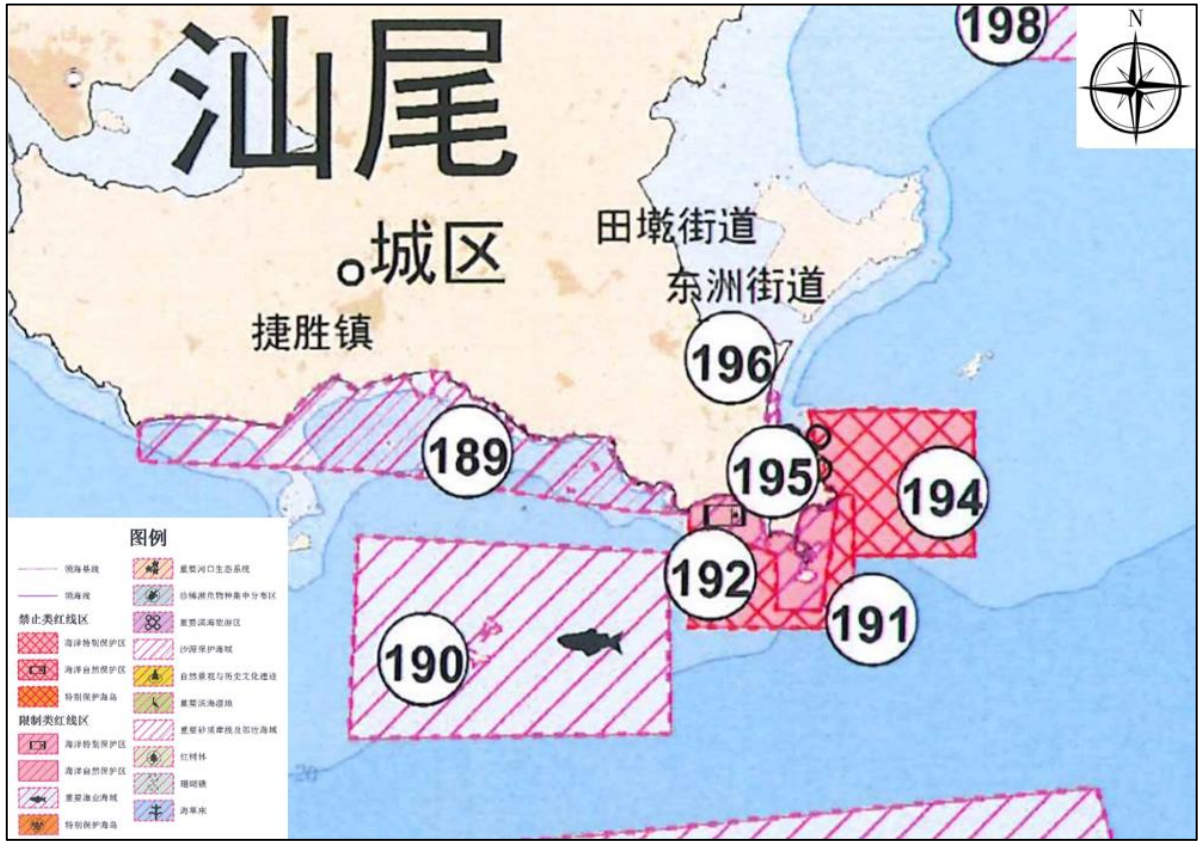 198
N
汕尾
田墘街道
城区
东洲街道
捷胜镇
196
189
195
194
192
191
190
20
图例
领海基线
领海线
禁止类红线区
海洋特别保护区
海洋自然保护区
特别保护海岛
限制类红线区
海洋特别保护区
海洋自然保护区
重要渔业海域
特别保护海岛
重要河口生态系统
珍稀濒危物种集中分布区
重要滨海旅游区
沙源保护海域
自然景观与历史文化遗迹
重要滨海湿地
重要砂质岸线及邻近海域
红树林
珊瑚礁
海草床